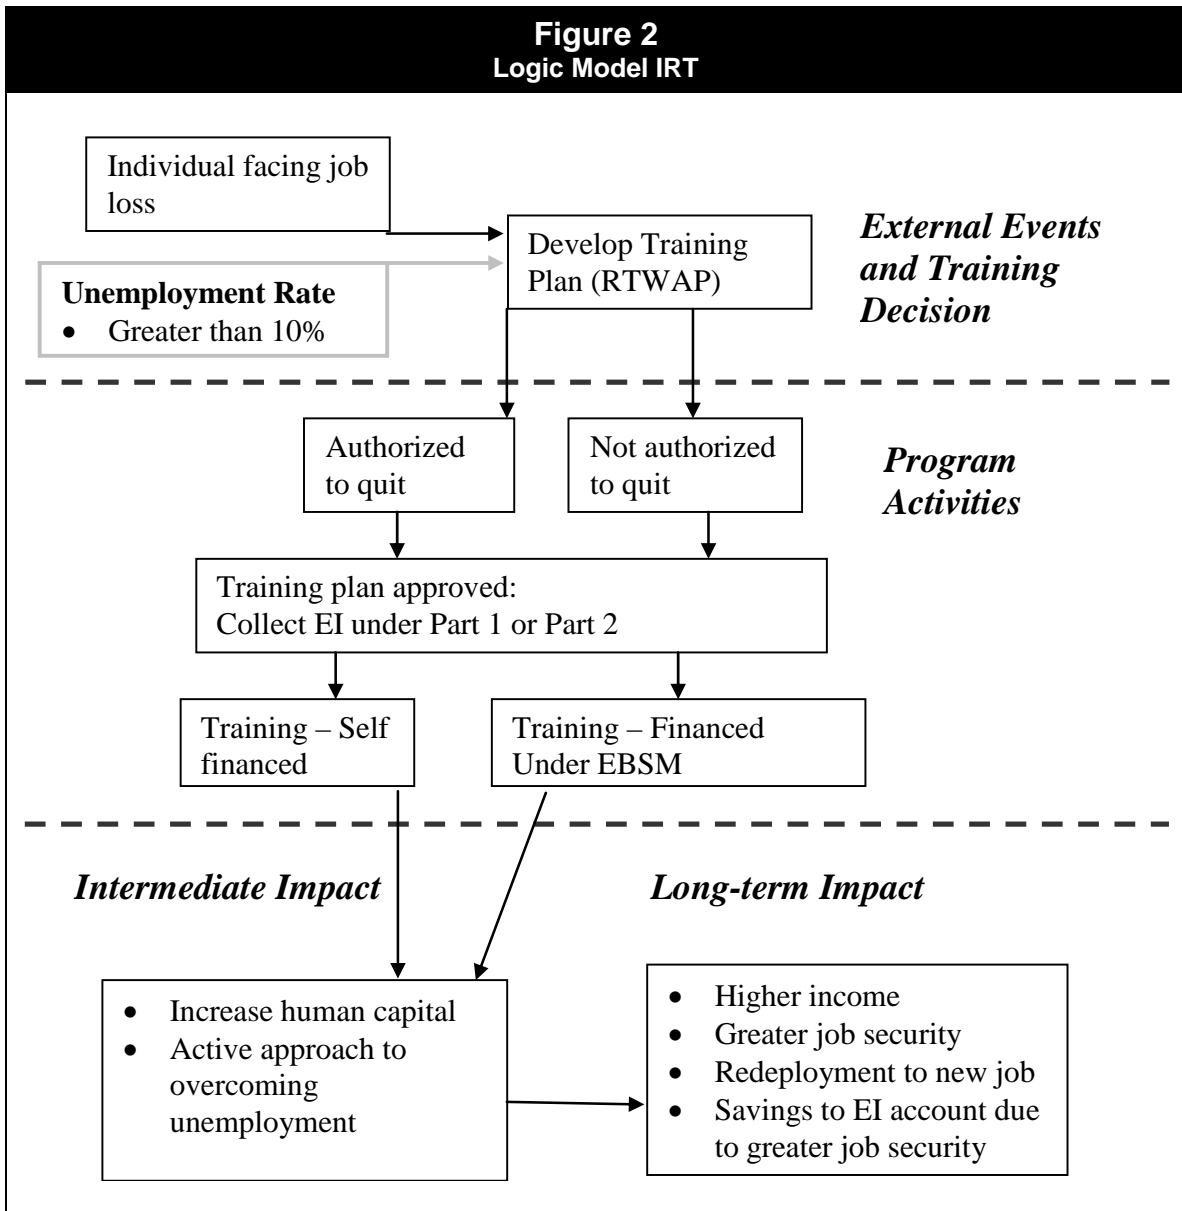 Figure 2
Logic Model IRT
Individual facing job
loss
Develop Training
Plan (RTWAP)
External Events
and Training
Decision
Unemployment Rate
• Greater than 10%
Authorized
to quit
Not authorized
to quit
Program
Activities
Training plan approved:
Collect EI under Part 1 or Part 2
Training – Self
financed
Training – Financed
Under EBSM
Intermediate Impact
Long-term Impact
• Increase human capital
• Active approach to
overcoming
unemployment
• Higher income
• Greater job security
• Redeployment to new job
• Savings to EI account due
to greater job security